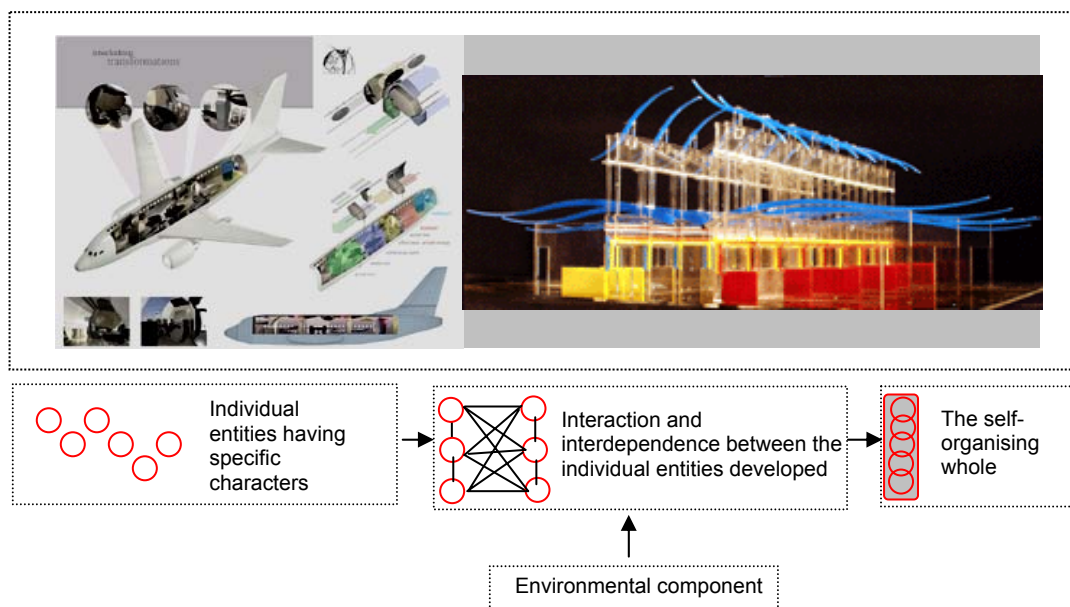 transformations
Individual
entities having
specific
characters
Interaction and
interdependence between the
individual entities developed
The self-
organising
whole
Environmental component